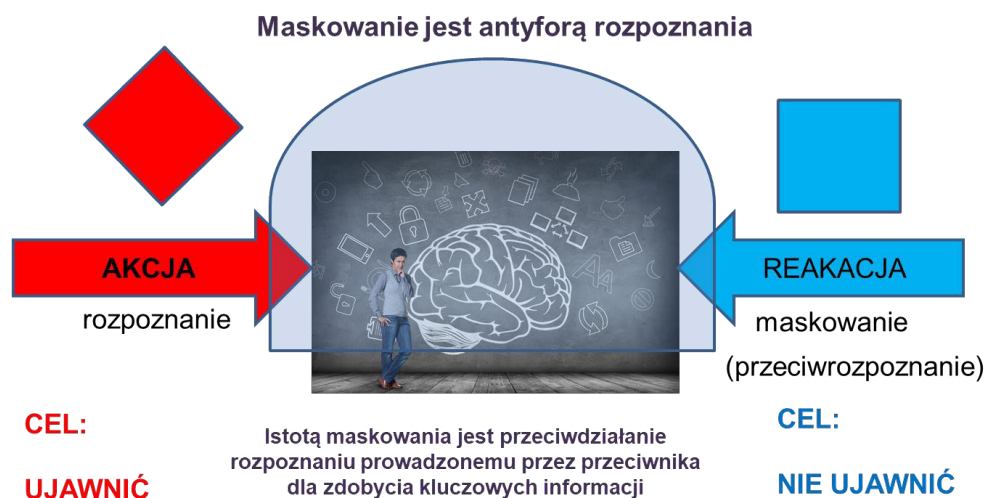 Maskowanie jest antyforą rozpoznania
AKCJA
rozpoznanie
REAKACJA
maskowanie
(przeciwrozpoznanie)
CEL:
UJAWNIĆ
Istotą maskowania jest przeciwdziałanie
rozpoznaniu prowadzonemu przez przeciwnika
dla zdobycia kluczowych informacji
CEL:
NIE UJAWNIĆ